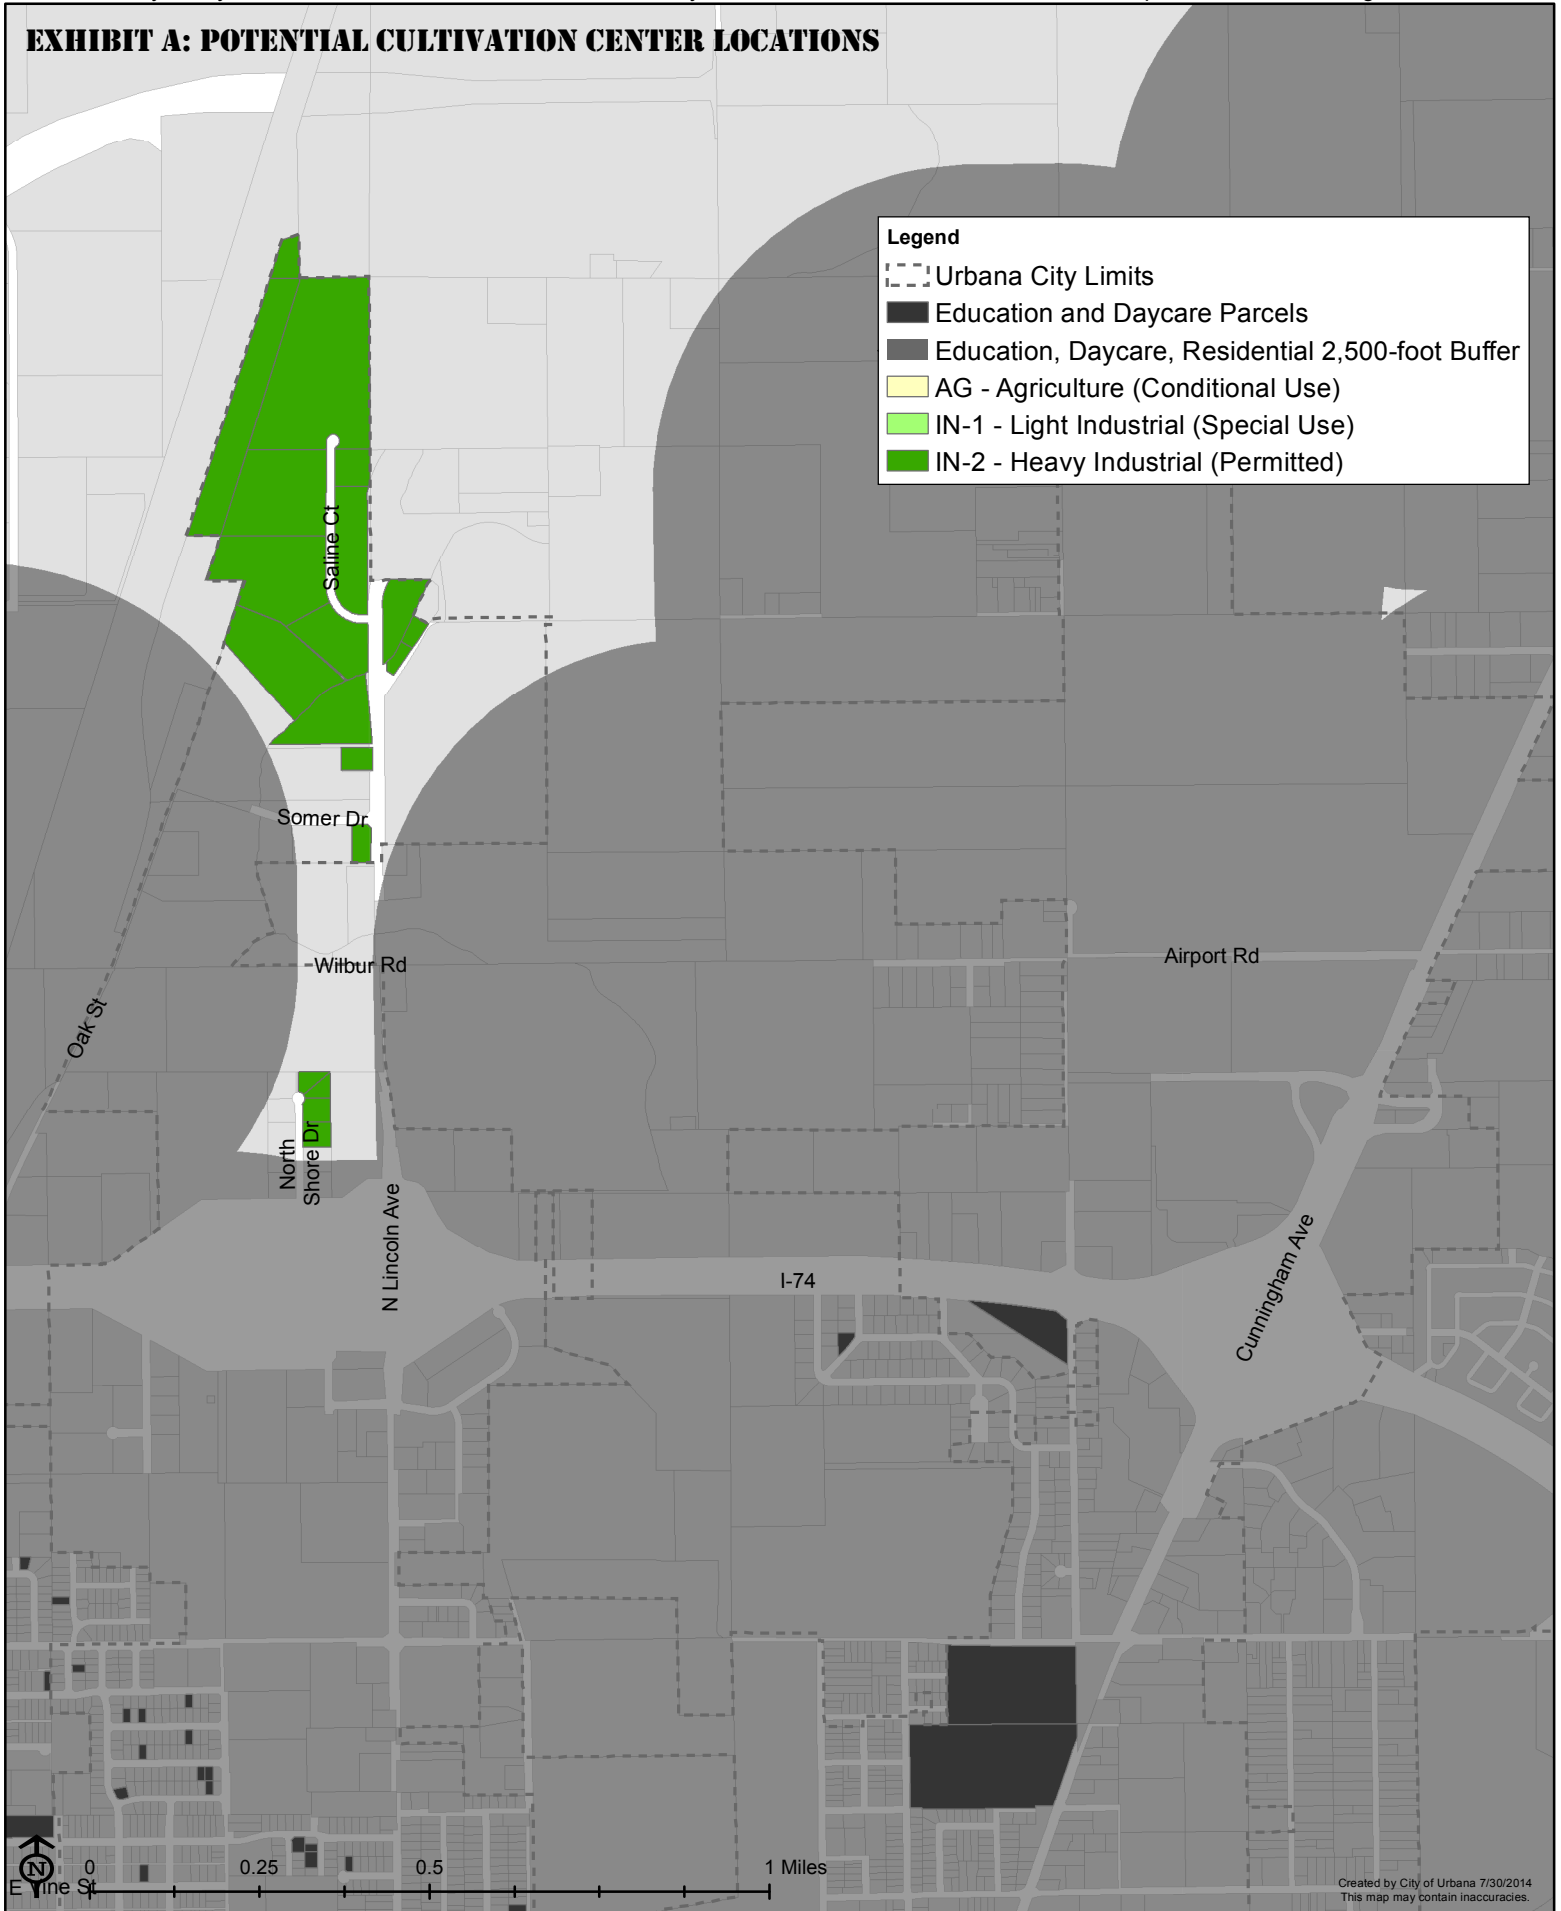 EXHIBIT A: POTENTIAL CULTIVATION CENTER LOCATIONS
Legend
Urbana City Limits
Education and Daycare Parcels
Education, Daycare, Residential 2,500-foot Buffer
AG - Agriculture (Conditional Use)
IN-1 - Light Industrial (Special Use)
IN-2 - Heavy Industrial (Permitted)
Saline Ct
Somer Dr
Wilbur Rd
Airport Rd
Oak St
North
Shore Dr
N Lincoln Ave
I-74
Cunningham Ave
N
0
0.25
0.5
1 Miles
E Vine St
Created by City of Urbana 7/30/2014
This map may contain inaccuracies.